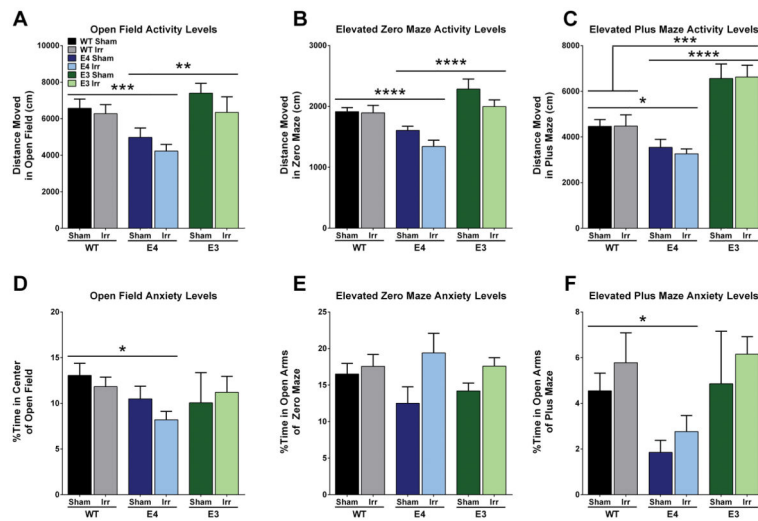 A
Open Field Activity Levels
WT Sham
WT Irr
E4 Sham
E4 Irr
E3 Sham
E3 Irr
**
***
Distance Moved
in Open Field (cm)
10000
8000
6000
4000
2000
0
Sham Irr Sham Irr Sham Irr
WT E4 E3
B
Elevated Zero Maze Activity Levels
****
****
Distance Moved
in Zero Maze (cm)
3000
2000
1000
0
Sham Irr Sham Irr Sham Irr
WT E4 E3
C
Elevated Plus Maze Activity Levels
***
****
*
Distance Moved
in Plus Maze (cm)
8000
6000
4000
2000
0
Sham Irr Sham Irr Sham Irr
WT E4 E3
D
Open Field Anxiety Levels
*
%Time in Center
of Open Field
20
15
10
5
0
Sham Irr Sham Irr Sham Irr
WT E4 E3
E
Elevated Zero Maze Anxiety Levels
%Time in Open Arms
of Zero Maze
25
20
15
10
5
0
Sham Irr Sham Irr Sham Irr
WT E4 E3
F
Elevated Plus Maze Anxiety Levels
*
%Time in Open Arms
of Plus Maze
8
6
4
2
0
Sham Irr Sham Irr Sham Irr
WT E4 E3